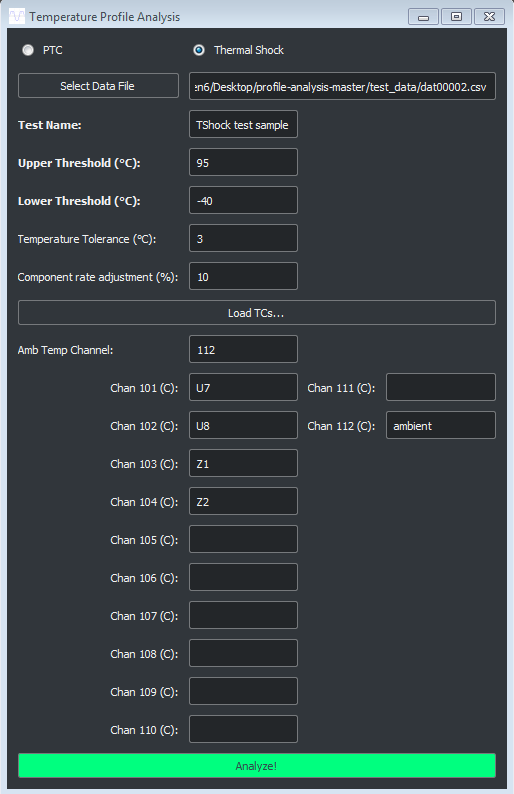 Temperature Profile Analysis
PTC Thermal Shock
Select Data File en6/Desktop/profile-analysis-master/test_data/dat00002.csv
Test Name: TShock test sample
Upper Threshold (°C): 95
Lower Threshold (°C): -40
Temperature Tolerance (°C): 3
Component rate adjustment (%): 10
Load TCs...
Amb Temp Channel: 112
Chan 101 (C): U7 Chan 111 (C):
Chan 102 (C): U8 Chan 112 (C): ambient
Chan 103 (C): Z1
Chan 104 (C): Z2
Chan 105 (C):
Chan 106 (C):
Chan 107 (C):
Chan 108 (C):
Chan 109 (C):
Chan 110 (C):
Analyze!